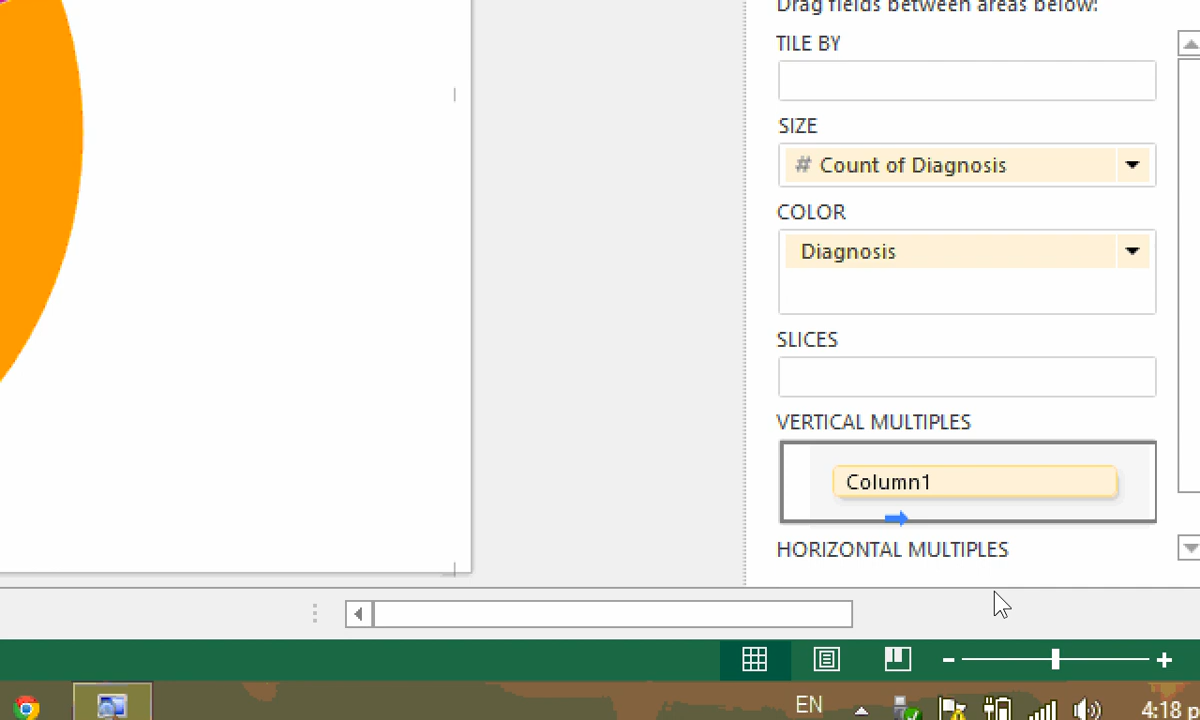 Drag fields between areas below:
TILE BY
SIZE
# Count of Diagnosis
COLOR
Diagnosis
SLICES
VERTICAL MULTIPLES
Column1
HORIZONTAL MULTIPLES
EN
4:18 p